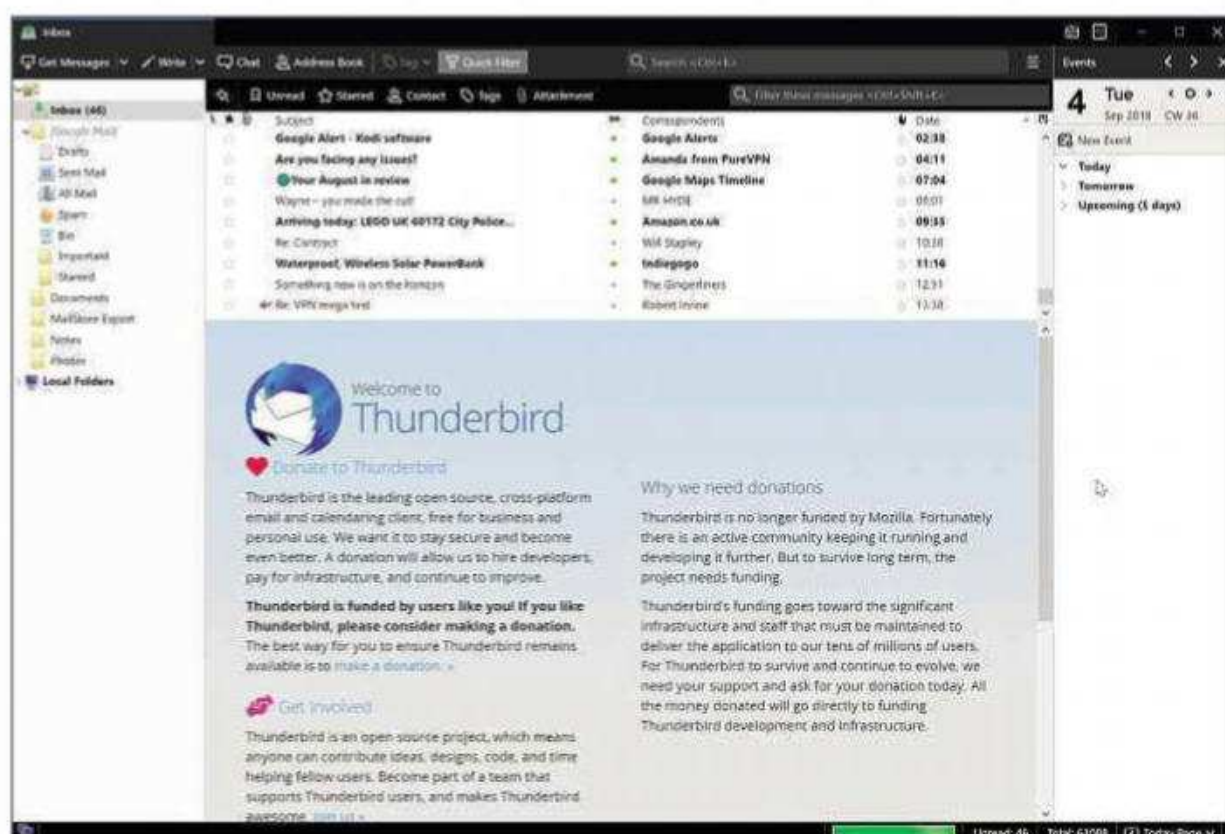 Inbox
Get Messages Write Chat Address Book Tag Quick Filter Search <Ctrl+K>
Events
Unread Starred Contact Tags Attachment Filter these messages <Ctrl+Shift+K>
4 Tue
Sep 2018 CW 36
New Event
Today
Tomorrow
Upcoming (5 days)
Inbox (46)
Drafts
Sent Mail
All Mail
Spam
Bin
Important
Starred
Documents
MailStore Export
Notes
Photos
Local Folders
Subject Correspondents Date
Google Alert - Kodi software Google Alerts 02:38
Are you facing any issues? Amanda from PureVPN 04:11
Your August in review Google Maps Timeline 07:04
Wayne – you made the cut! MR HYDE 08:01
Arriving today: LEGO UK 60172 City Police... Amazon.co.uk 09:35
Re: Contract Will Stapley 10:38
Waterproof, Wireless Solar PowerBank Indiegogo 11:16
Something new is on the horizon The Gingerliners 12:31
Re: VPN mega test Robert Irvine 13:38
Welcome to
Thunderbird
Donate to Thunderbird
Thunderbird is the leading open source, cross-platform
email and calendaring client, free for business and
personal use. We want it to stay secure and become
even better. A donation will allow us to hire developers,
pay for infrastructure, and continue to improve.
Thunderbird is funded by users like you! If you like
Thunderbird, please consider making a donation.
The best way for you to ensure Thunderbird remains
available is to make a donation. »
Get Involved
Thunderbird is an open source project, which means
anyone can contribute ideas, designs, code, and time
helping fellow users. Become part of a team that
supports Thunderbird users, and makes Thunderbird
awesome. Join us »
Why we need donations
Thunderbird is no longer funded by Mozilla. Fortunately
there is an active community keeping it running and
developing it further. But to survive long term, the
project needs funding.
Thunderbird's funding goes toward the significant
infrastructure and staff that must be maintained to
deliver the application to our tens of millions of users.
For Thunderbird to survive and continue to evolve, we
need your support and ask for your donation today. All
the money donated will go directly to funding
Thunderbird development and infrastructure.
Unread: 46 Total: 61088 Today Pane